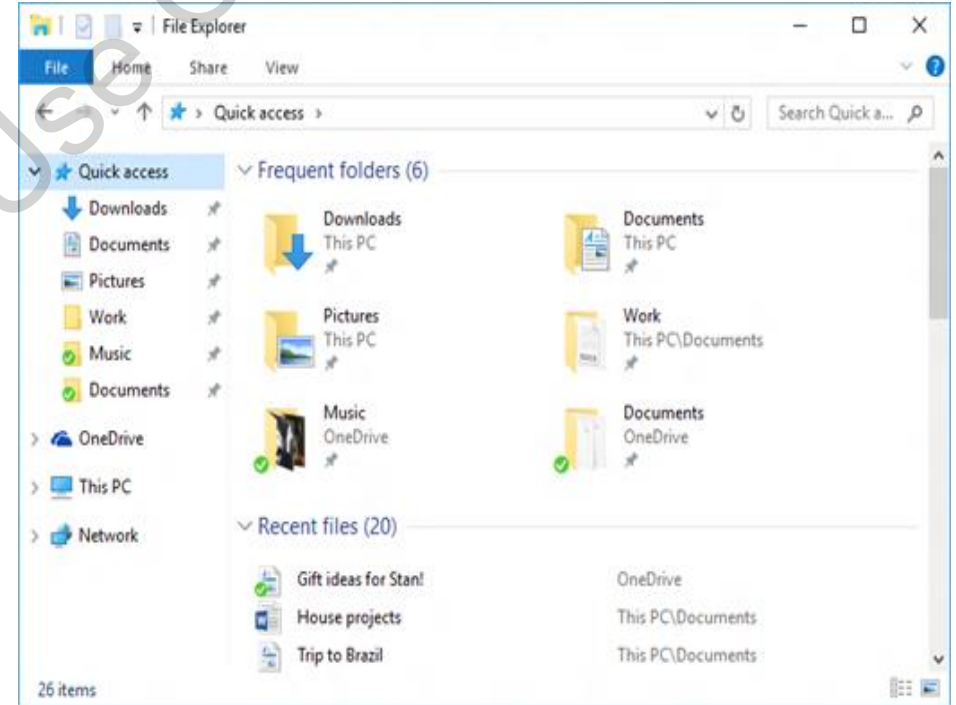 File Explorer
File Home Share View
Quick access
Search Quick a...
Quick access
Downloads
Documents
Pictures
Work
Music
Documents
OneDrive
This PC
Network
Frequent folders (6)
Downloads
This PC
Documents
This PC
Pictures
This PC
Work
This PC\Documents
Music
OneDrive
Documents
OneDrive
Recent files (20)
Gift ideas for Stan! OneDrive
House projects This PC\Documents
Trip to Brazil This PC\Documents
26 items
Use